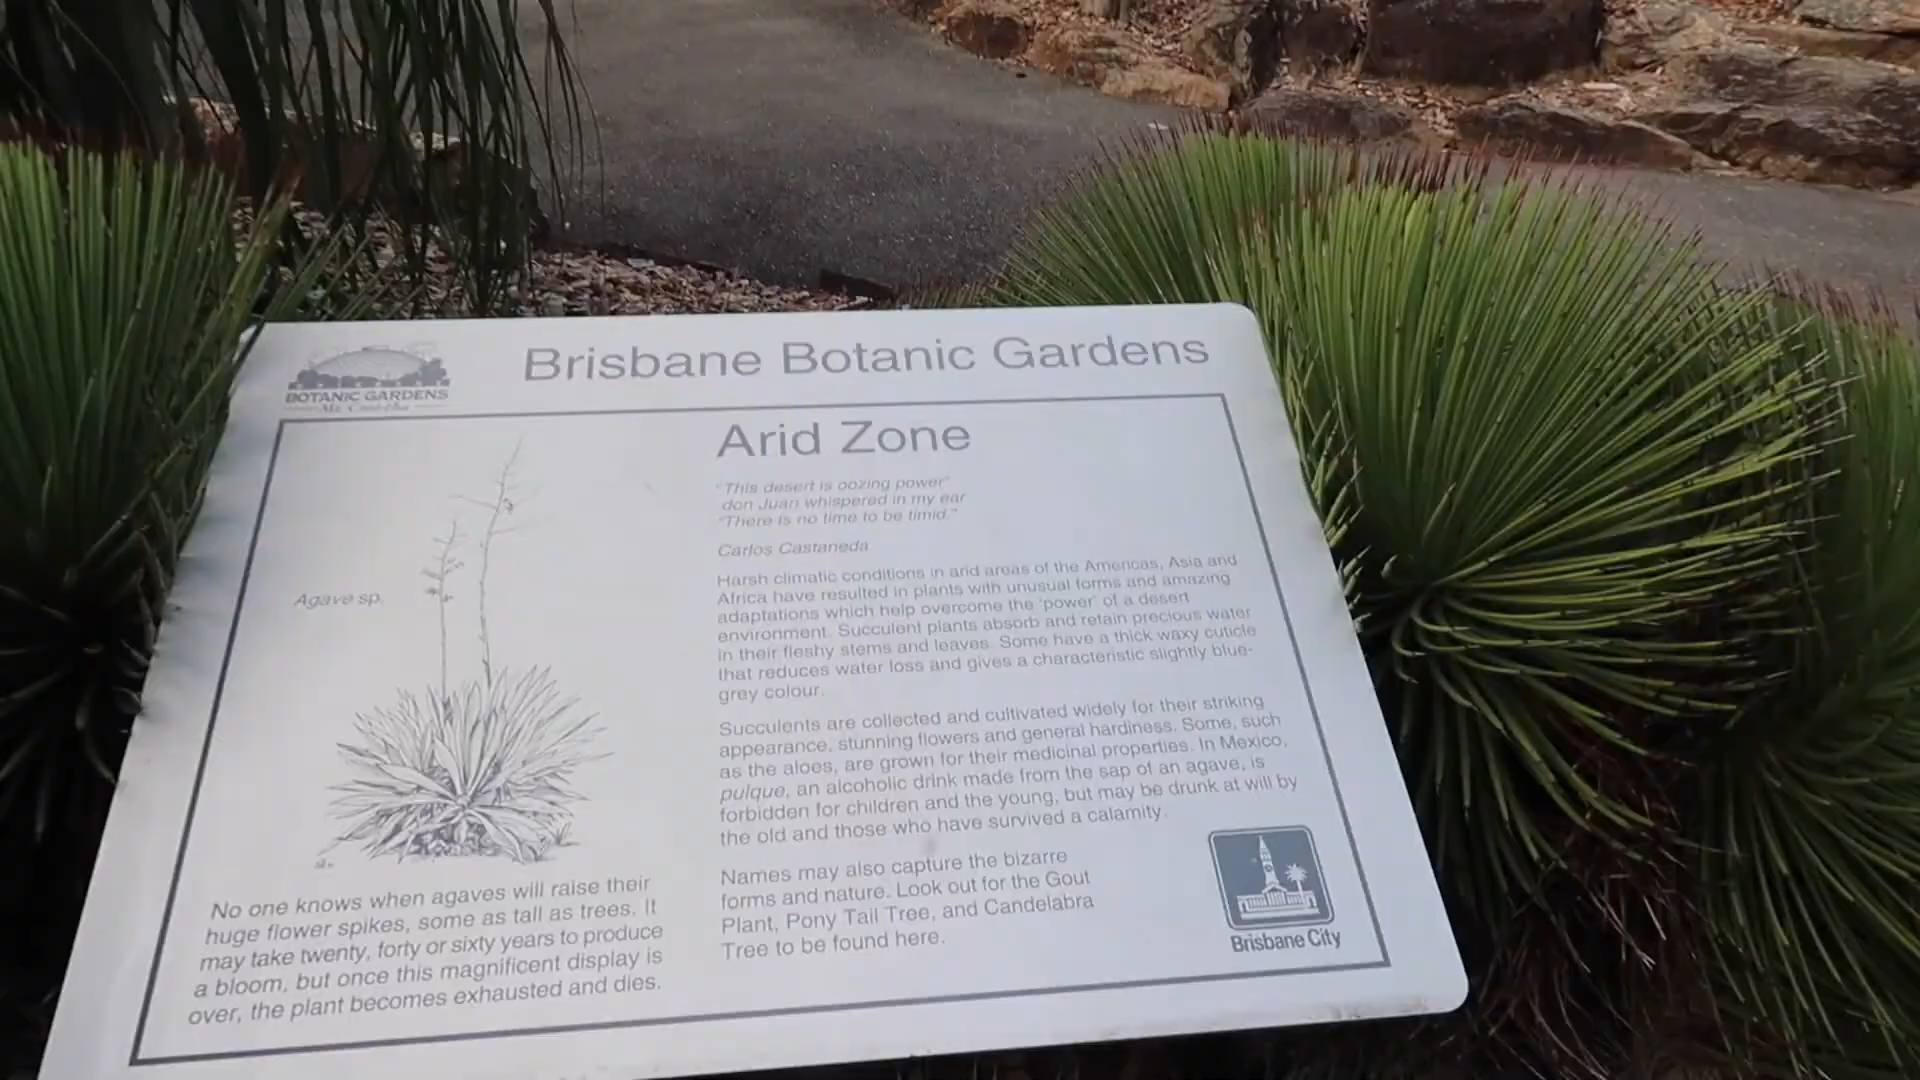 Brisbane Botanic Gardens
BOTANIC GARDENS
Mt. Coot-tha
Arid Zone
"This desert is oozing power"
don Juan whispered in my ear
"There is no time to be timid."
Carlos Castaneda
Agave sp.
Harsh climatic conditions in arid areas of the Americas, Asia and
Africa have resulted in plants with unusual forms and amazing
adaptations which help overcome the 'power' of a desert
environment. Succulent plants absorb and retain precious water
in their fleshy stems and leaves. Some have a thick waxy cuticle
that reduces water loss and gives a characteristic slightly blue-
grey colour.
Succulents are collected and cultivated widely for their striking
appearance, stunning flowers and general hardiness. Some, such
as the aloes, are grown for their medicinal properties. In Mexico,
pulque, an alcoholic drink made from the sap of an agave, is
forbidden for children and the young, but may be drunk at will by
the old and those who have survived a calamity.
Names may also capture the bizarre
forms and nature. Look out for the Gout
Plant, Pony Tail Tree, and Candelabra
Tree to be found here.
No one knows when agaves will raise their
huge flower spikes, some as tall as trees. It
may take twenty, forty or sixty years to produce
a bloom, but once this magnificent display is
over, the plant becomes exhausted and dies.
Brisbane City